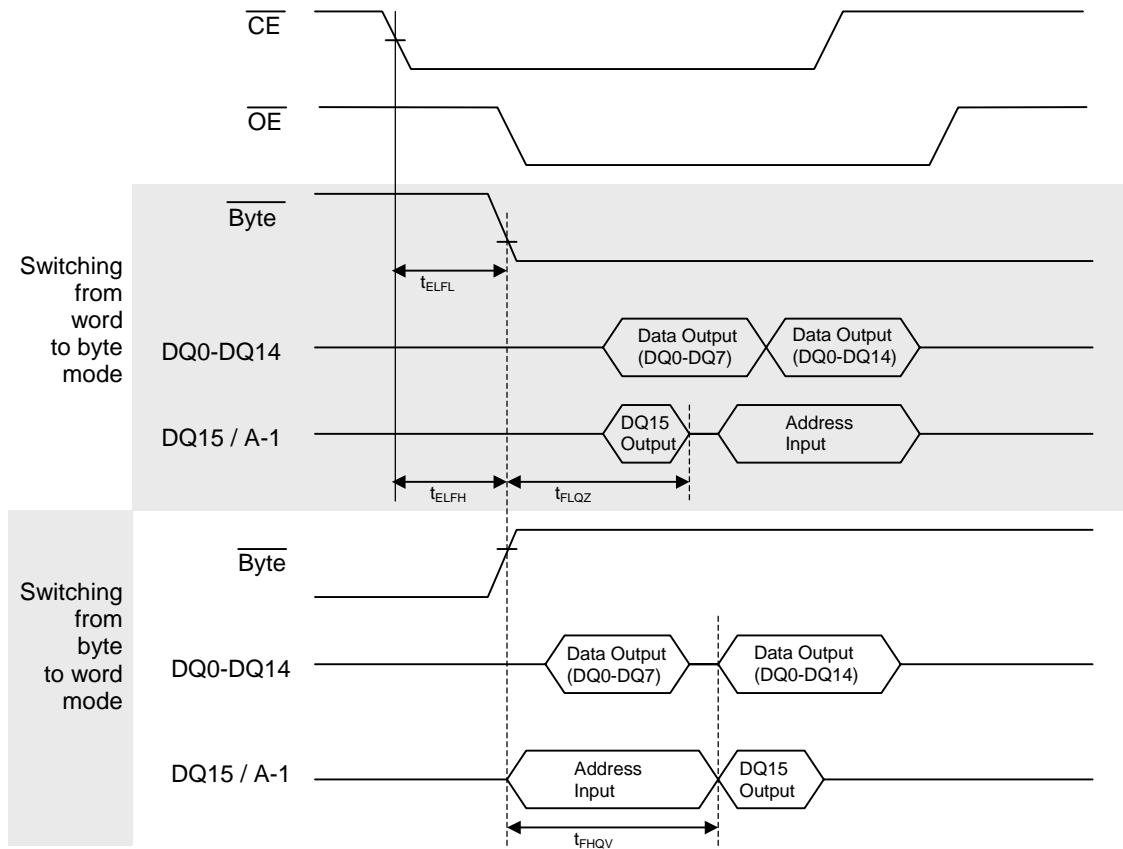 CE
OE
Byte
Switching
from
word
to byte
mode
tELFL
DQ0-DQ14
Data Output
(DQ0-DQ7)
Data Output
(DQ0-DQ14)
DQ15 / A-1
DQ15
Output
Address
Input
tELFH
tFLQZ
Byte
Switching
from
byte
to word
mode
DQ0-DQ14
Data Output
(DQ0-DQ7)
Data Output
(DQ0-DQ14)
DQ15 / A-1
Address
Input
DQ15
Output
tFHQV